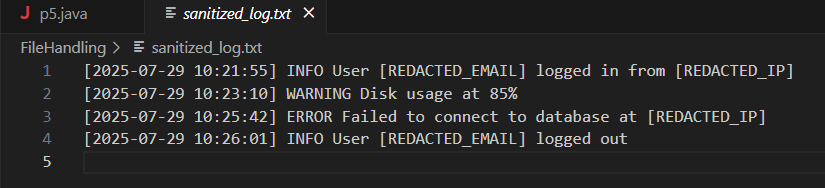 J p5.java
sanitized_log.txt ×
FileHandling > sanitized_log.txt
1 [2025-07-29 10:21:55] INFO User [REDACTED_EMAIL] logged in from [REDACTED_IP]
2 [2025-07-29 10:23:10] WARNING Disk usage at 85%
3 [2025-07-29 10:25:42] ERROR Failed to connect to database at [REDACTED_IP]
4 [2025-07-29 10:26:01] INFO User [REDACTED_EMAIL] logged out
5